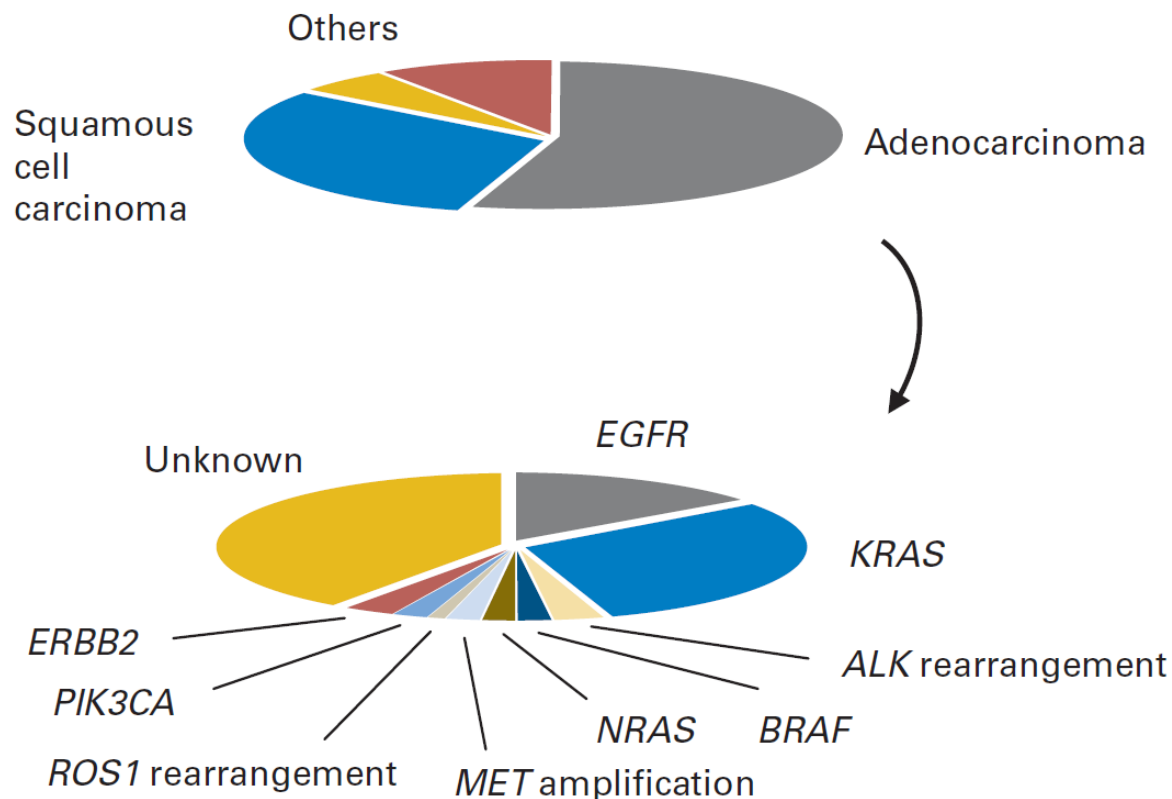 Others
Squamous
cell
carcinoma
Adenocarcinoma
EGFR
Unknown
KRAS
ERBB2
ALK rearrangement
PIK3CA
NRAS
BRAF
ROS1 rearrangement
MET amplification